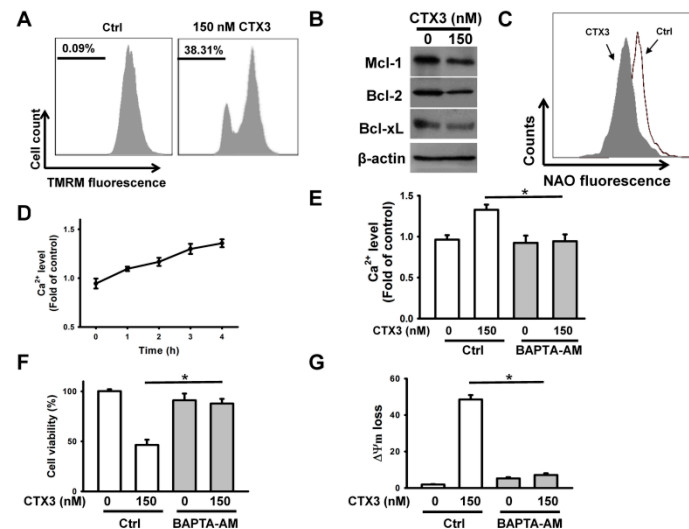 A
Ctrl
150 nM CTX3
0.09%
38.31%
Cell count
TMRM fluorescence
B
CTX3 (nM)
0 150
Mcl-1
Bcl-2
Bcl-xL
β-actin
C
CTX3
Ctrl
Counts
NAO fluorescence
D
Ca2+ level
(Fold of control)
1.5
1.0
0.5
0 1 2 3 4
Time (h)
E
Ca2+ level
(Fold of control)
1.5
1.0
0.5
0.0
*
CTX3 (nM) 0 150 0 150
Ctrl BAPTA-AM
F
Cell viability (%)
100
50
0
*
CTX3 (nM) 0 150 0 150
Ctrl BAPTA-AM
G
ΔΨm loss
60
40
20
0
*
CTX3 (nM) 0 150 0 150
Ctrl BAPTA-AM